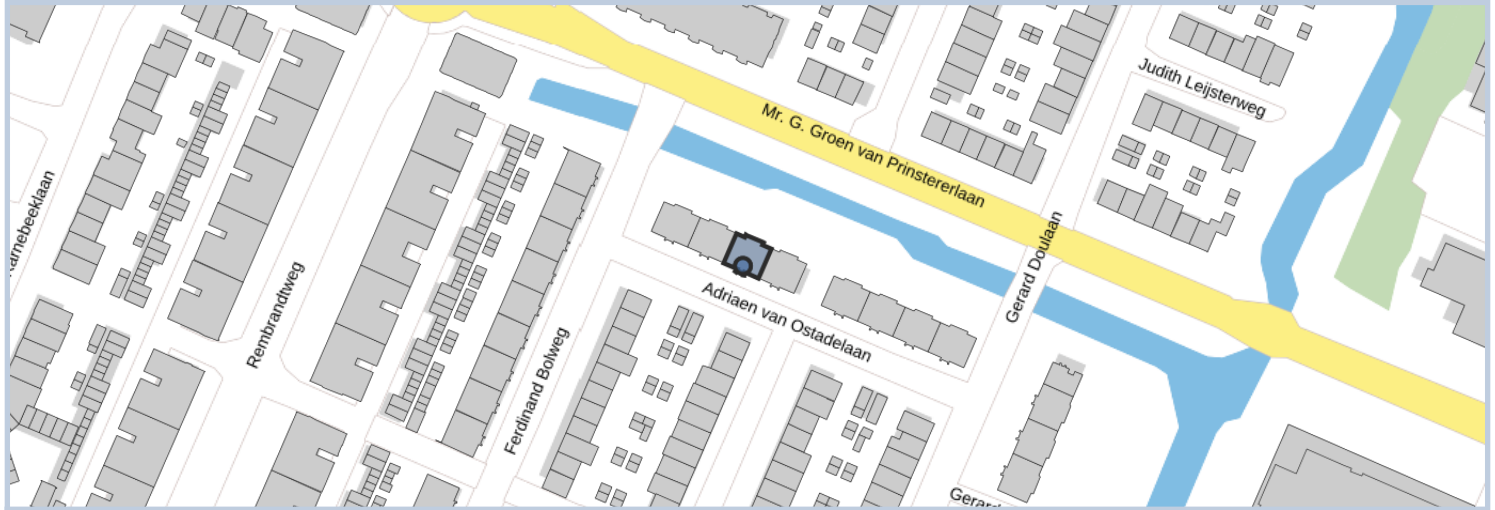 Judith Leijsterweg
Mr. G. Groen van Prinstererlaan
Gerard Doulaan
Rembrandtweg
Adriaen van Ostadelaan
Ferdinand Bolweg